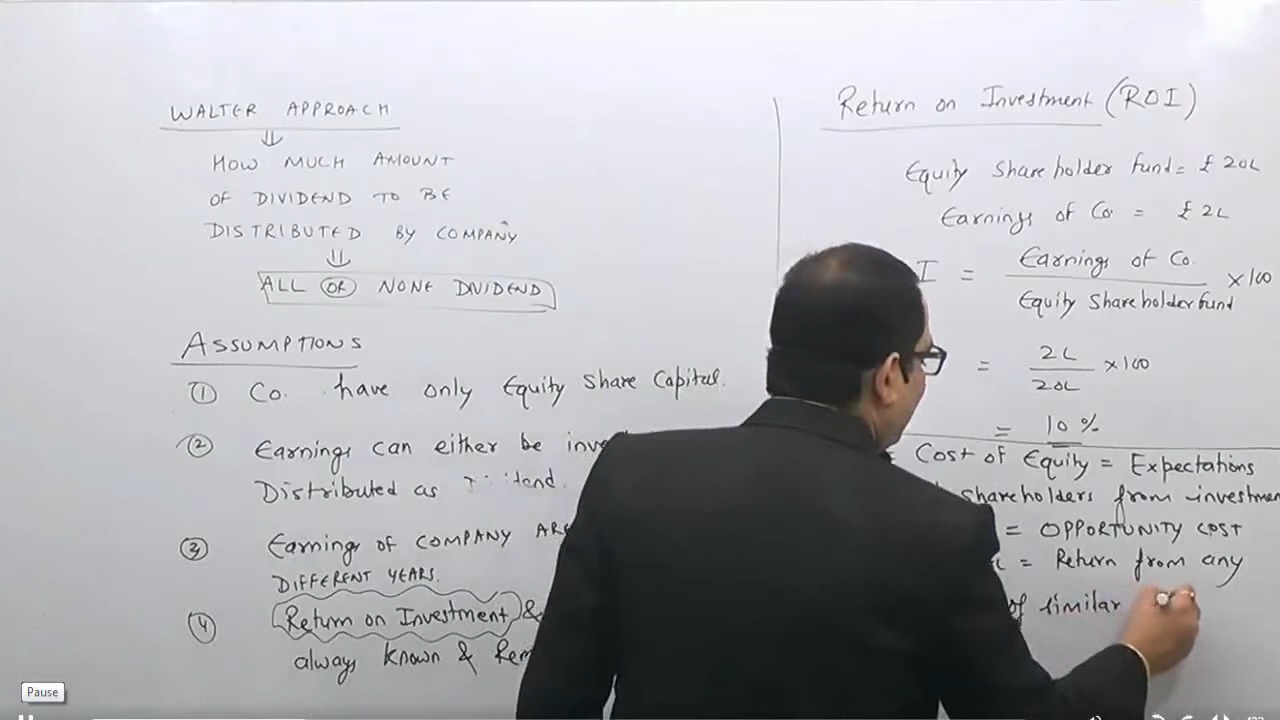 WALTER APPROACH
HOW MUCH AMOUNT
OF DIVIDEND TO BE
DISTRIBUTED BY COMPANY
ALL OR NONE DIVIDEND
ASSUMPTIONS
① Co. have only Equity Share Capital.
② Earnings can either be
Distributed as
③ Earnings of COMPANY
DIFFERENT YEARS.
④ Return on Investment &
always known &
Return on Investment (ROI)
Equity Shareholder fund = £ 20L
Earnings of Co. = £ 2L
I = Earnings of Co. × 100
Equity Shareholder fund
= 2L × 100
20L
= 10 %
Cost of Equity = Expectations
Shareholders from investmen
= OPPORTUNITY COST
= Return from any
of similar
Pause